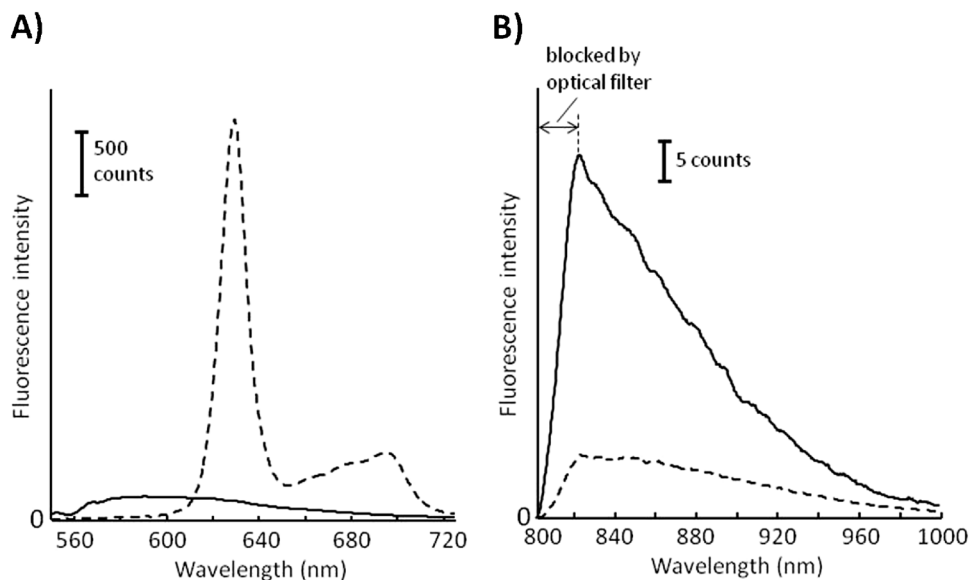 A)
500
counts
Fluorescence intensity
0
560 600 640 680 720
Wavelength (nm)
B)
blocked by
optical filter
5 counts
Fluorescence intensity
0
800 840 880 920 960 1000
Wavelength (nm)